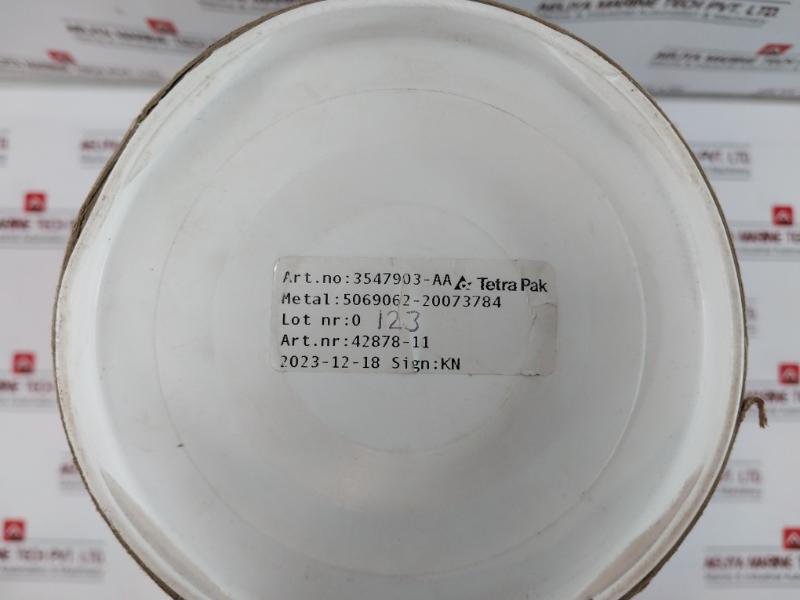 Art.no:3547903-AA Tetra Pak
Metal:5069062-20073784
Lot nr:0 123
Art.nr:42878-11
2023-12-18 Sign:KN